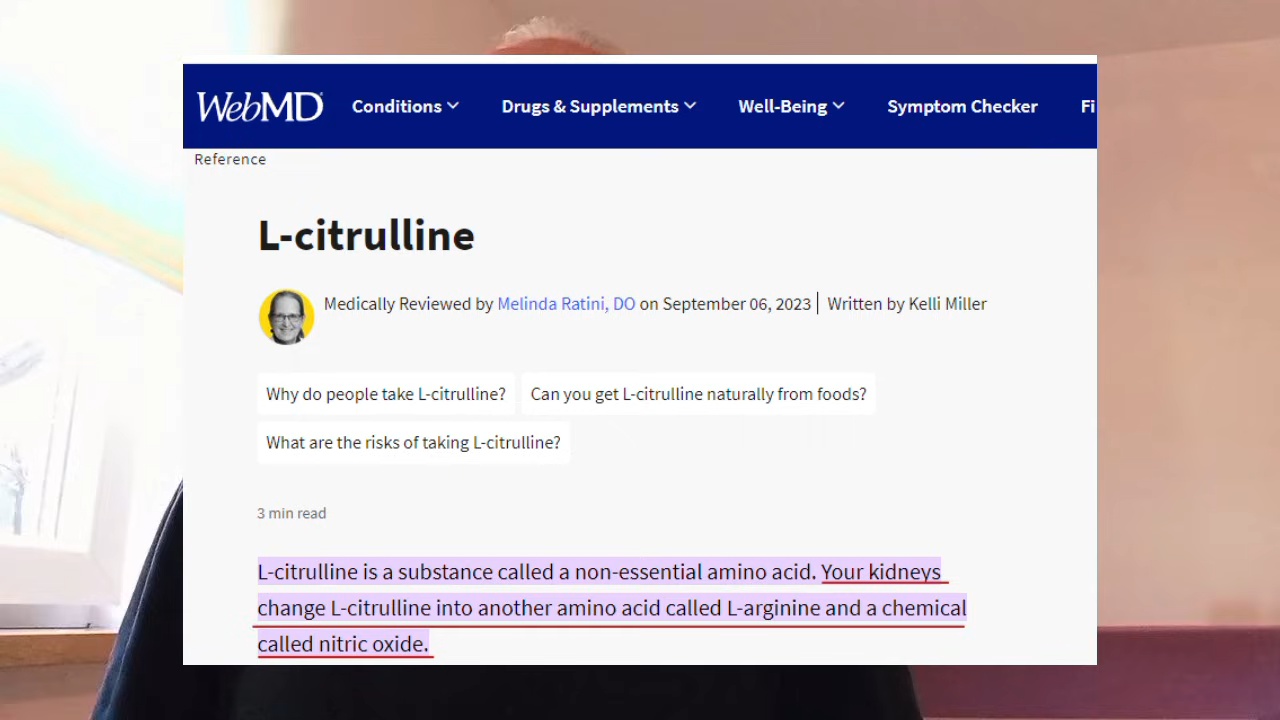 WebMD Conditions Drugs & Supplements Well-Being Symptom Checker Fi
Reference
L-citrulline
Medically Reviewed by Melinda Ratini, DO on September 06, 2023 | Written by Kelli Miller
Why do people take L-citrulline? Can you get L-citrulline naturally from foods?
What are the risks of taking L-citrulline?
3 min read
L-citrulline is a substance called a non-essential amino acid. Your kidneys
change L-citrulline into another amino acid called L-arginine and a chemical
called nitric oxide.